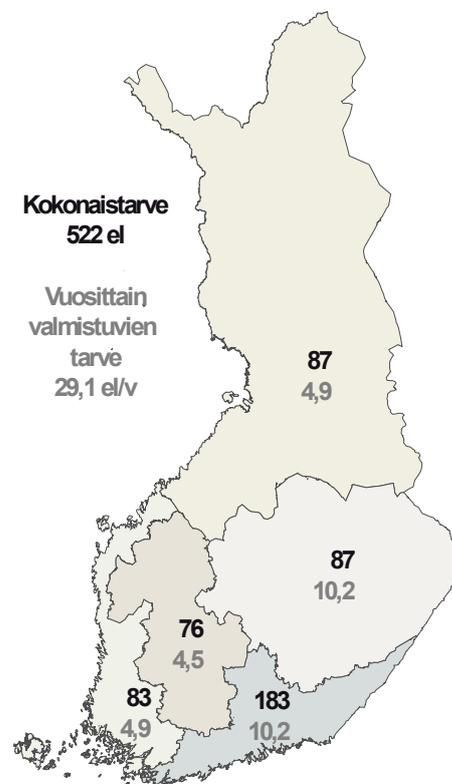 Kokonaistarve
522 el
Vuosittain
valmistuvien
tarve
29,1 el/v
87
4,9
87
10,2
76
4,5
83
4,9
183
10,2